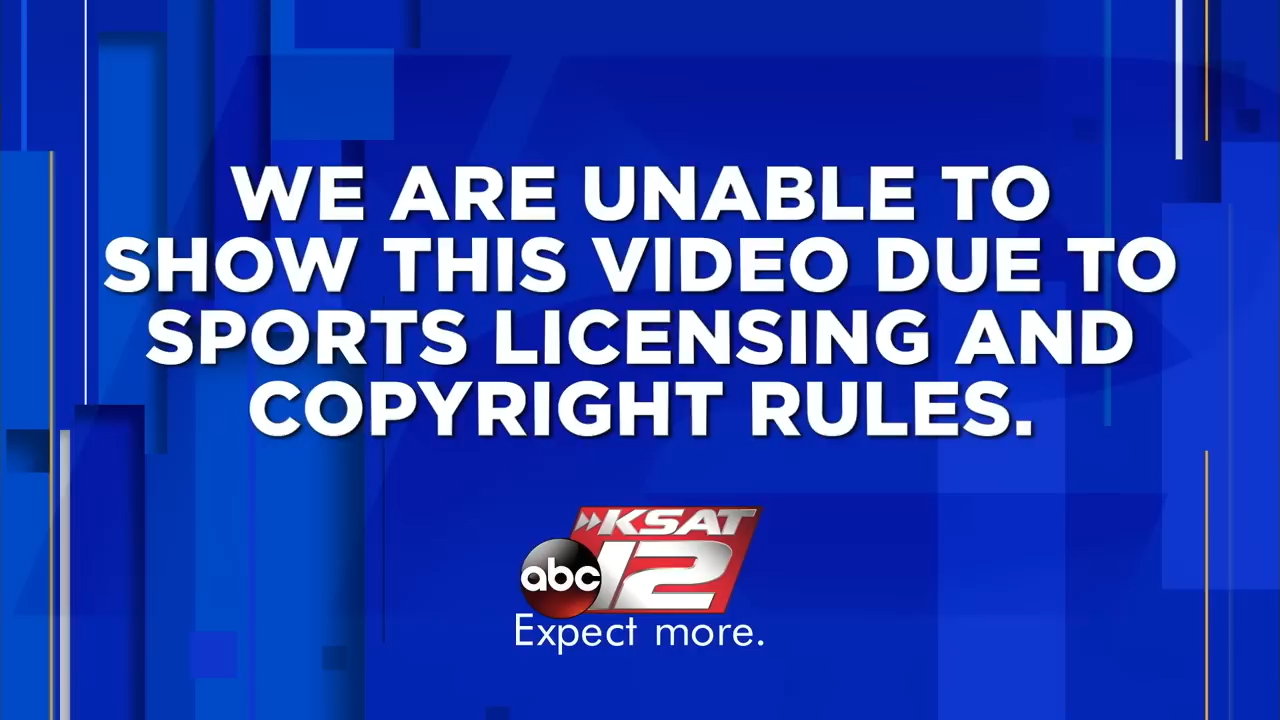 WE ARE UNABLE TO
SHOW THIS VIDEO DUE TO
SPORTS LICENSING AND
COPYRIGHT RULES.
KSAT
abc 12
Expect more.